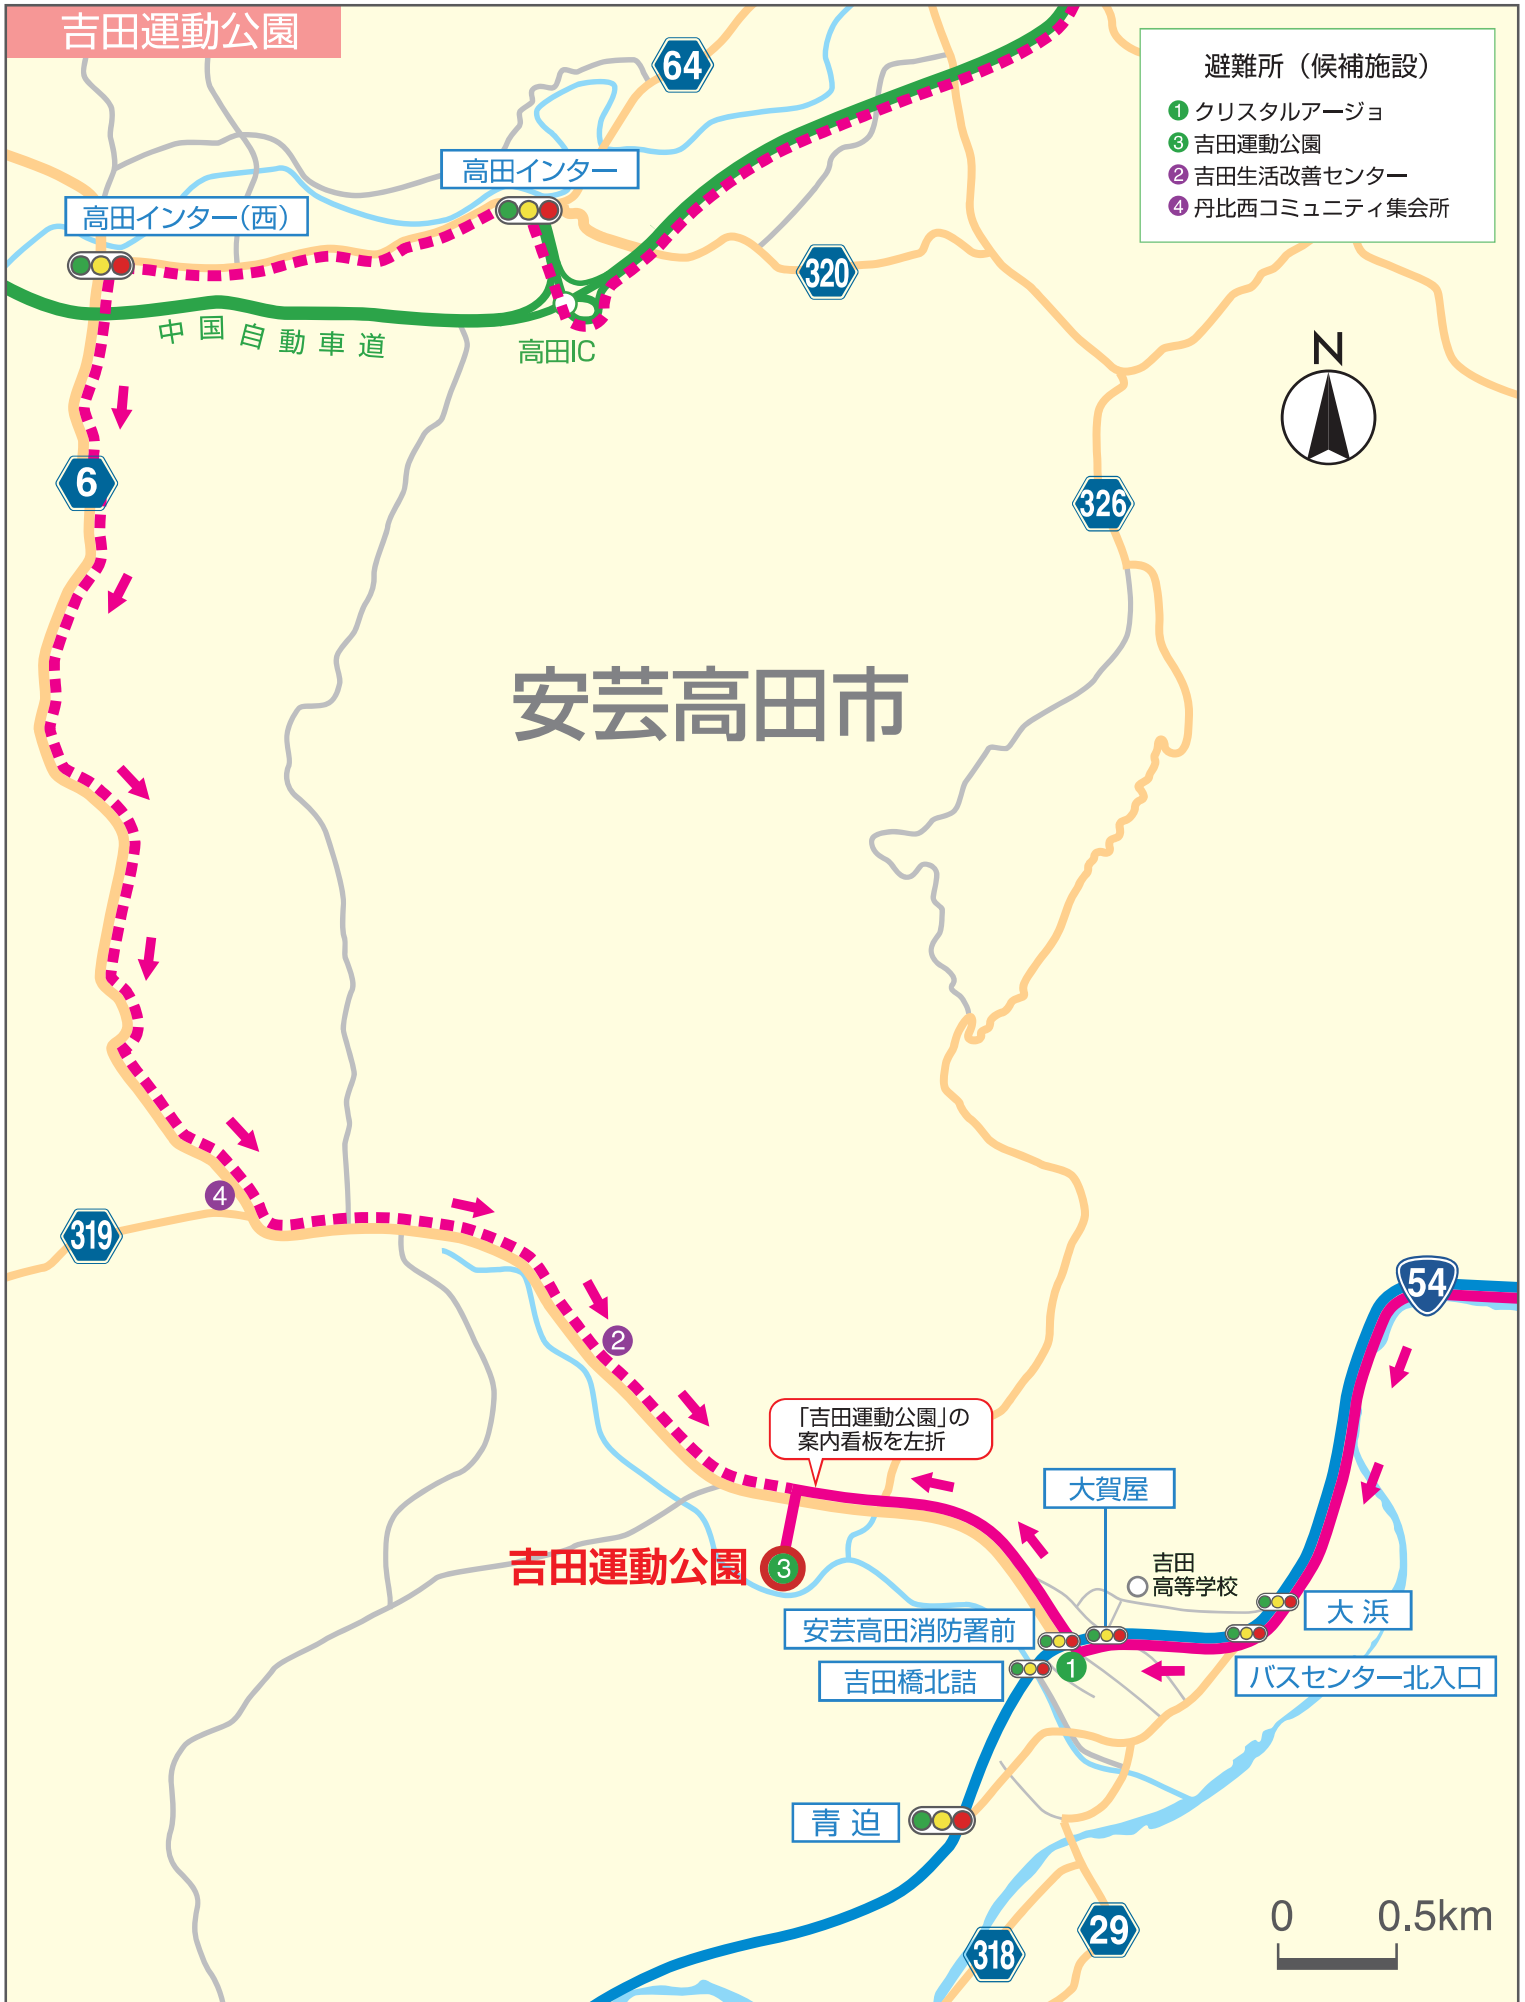 吉田運動公園
64
避難所（候補施設）
1 クリスタルアージョ
3 吉田運動公園
2 吉田生活改善センター
4 丹比西コミュニティ集会所
高田インター
高田インター（西）
320
中国自動車道
高田IC
N
6
326
安芸高田市
4
319
54
2
「吉田運動公園」の
案内看板を左折
大賀屋
吉田運動公園
3
吉田
高等学校
大浜
安芸高田消防署前
1
吉田橋北詰
バスセンター北入口
青迫
29
318
0 0.5km